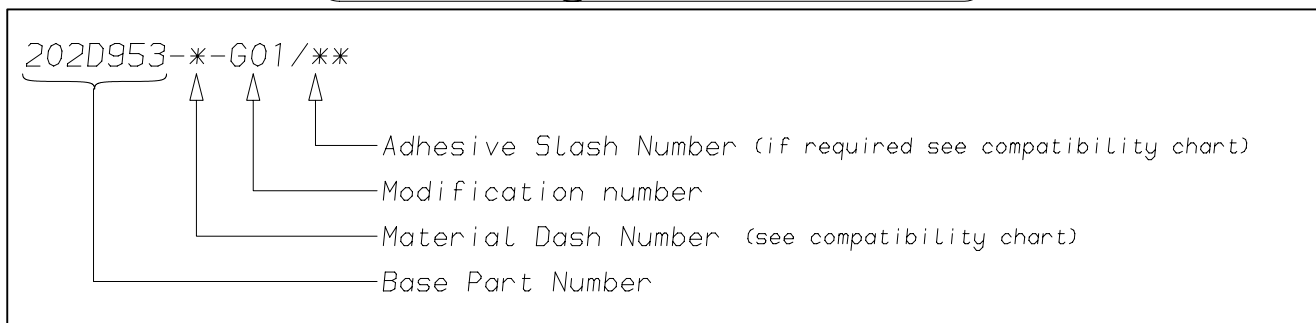 202D953-*-G01/**
Adhesive Slash Number (if required see compatibility chart)
Modification number
Material Dash Number (see compatibility chart)
Base Part Number